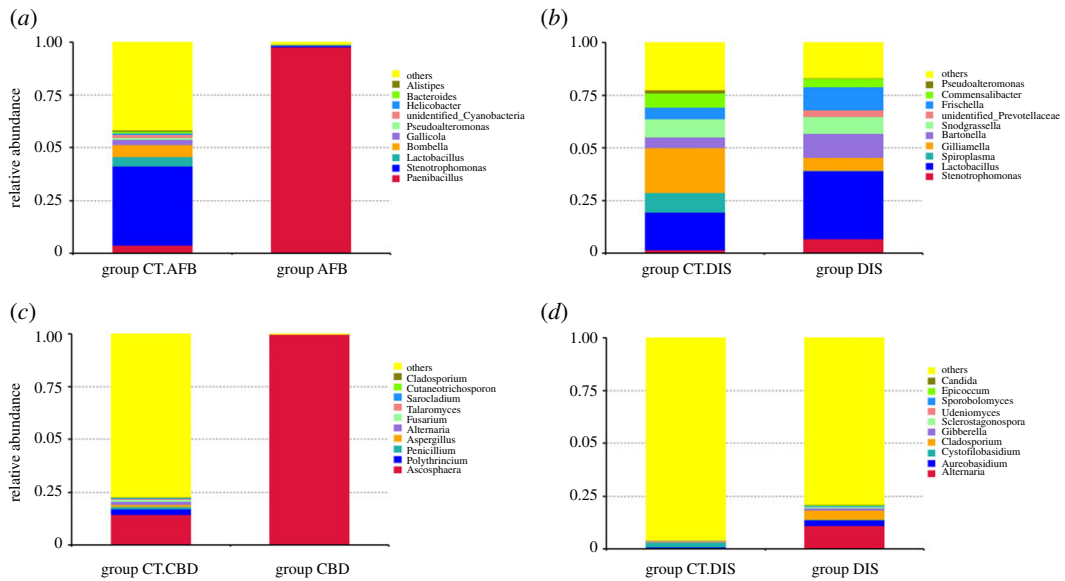 (a)
relative abundance
1.00
0.75
0.05
0.25
0
group CT.AFB
group AFB
others
Alistipes
Bacteroides
Helicobacter
unidentified_Cyanobacteria
Pseudoalteromonas
Gallicola
Bombella
Lactobacillus
Stenotrophomonas
Paenibacillus
(b)
1.00
0.75
0.05
0.25
0
group CT.DIS
group DIS
others
Pseudoalteromonas
Commensalibacter
Frischella
unidentified_Prevotellaceae
Snodgrassella
Bartonella
Gilliamella
Spiroplasma
Lactobacillus
Stenotrophomonas
(c)
relative abundance
1.00
0.75
0.05
0.25
0
group CT.CBD
group CBD
others
Cladosporium
Cutaneotrichosporon
Sarocladium
Talaromyces
Fusarium
Alternaria
Aspergillus
Penicillium
Polythrincium
Ascosphaera
(d)
1.00
0.75
0.05
0.25
0
group CT.DIS
group DIS
others
Candida
Epicoccum
Sporobolomyces
Udeniomyces
Sclerostagonospora
Gibberella
Cladosporium
Cystofilobasidium
Aureobasidium
Alternaria